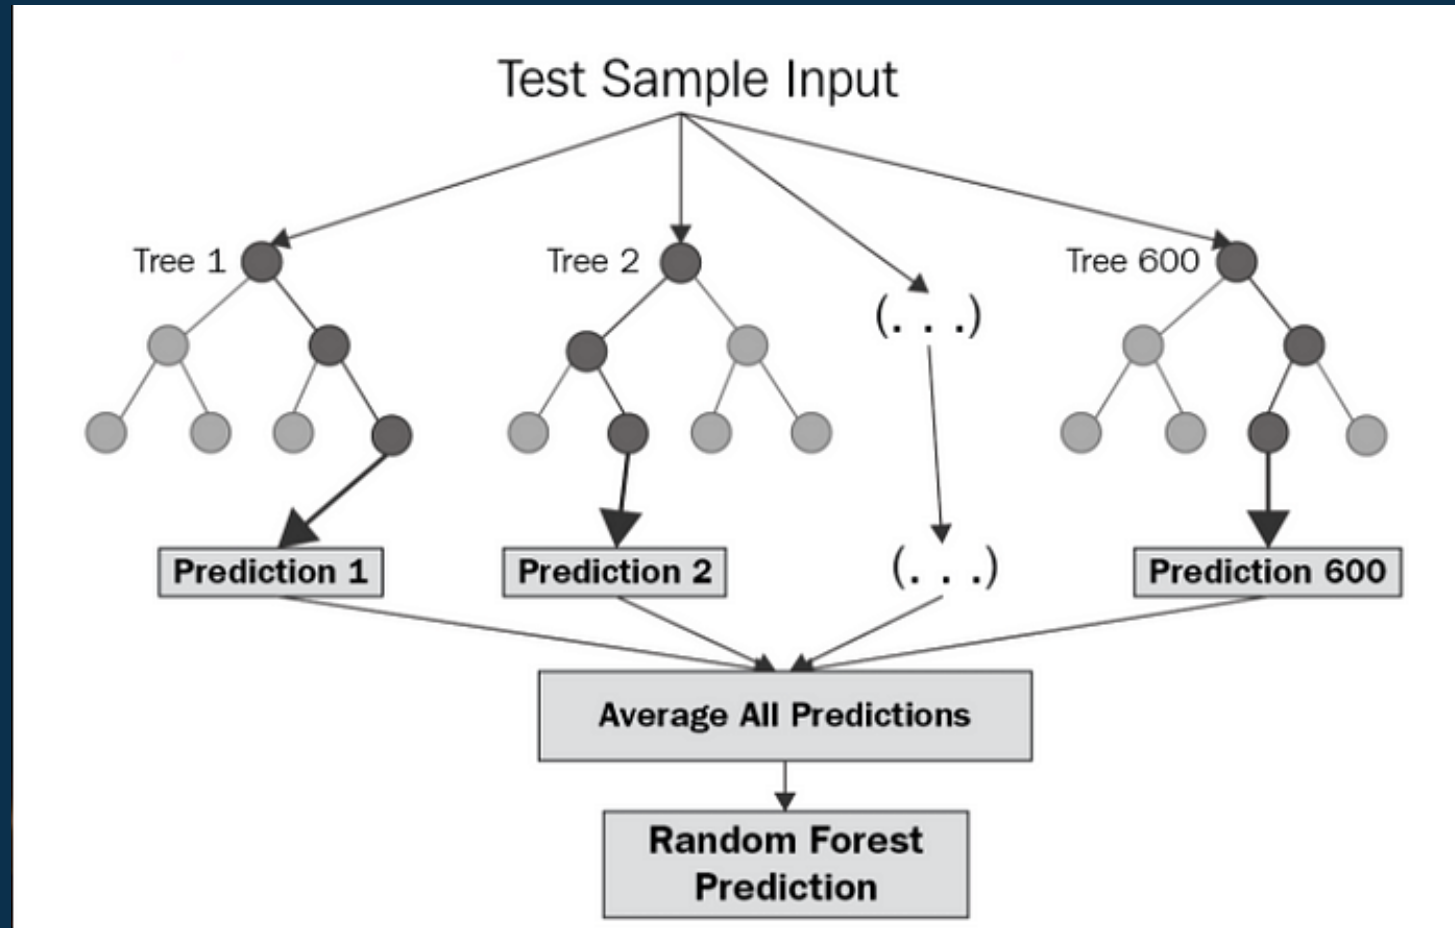 Test Sample Input
Tree 1
Tree 2
(. . .)
Tree 600
Prediction 1
Prediction 2
(. . .)
Prediction 600
Average All Predictions
Random Forest
Prediction